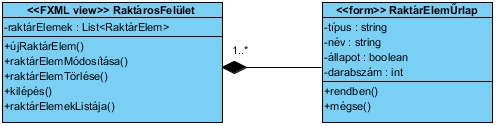 <<FXML view>> RaktárosFelület
-raktárElemek : List<RaktárElem>
+újRaktárElem()
+raktárElemMódosítása()
+raktárElemTörlése()
+kilépés()
+raktárElemekListája()
1..*
<<form>> RaktárElemŰrlap
-típus : string
-név : string
-állapot : boolean
-darabszám : int
+rendben()
+mégse()